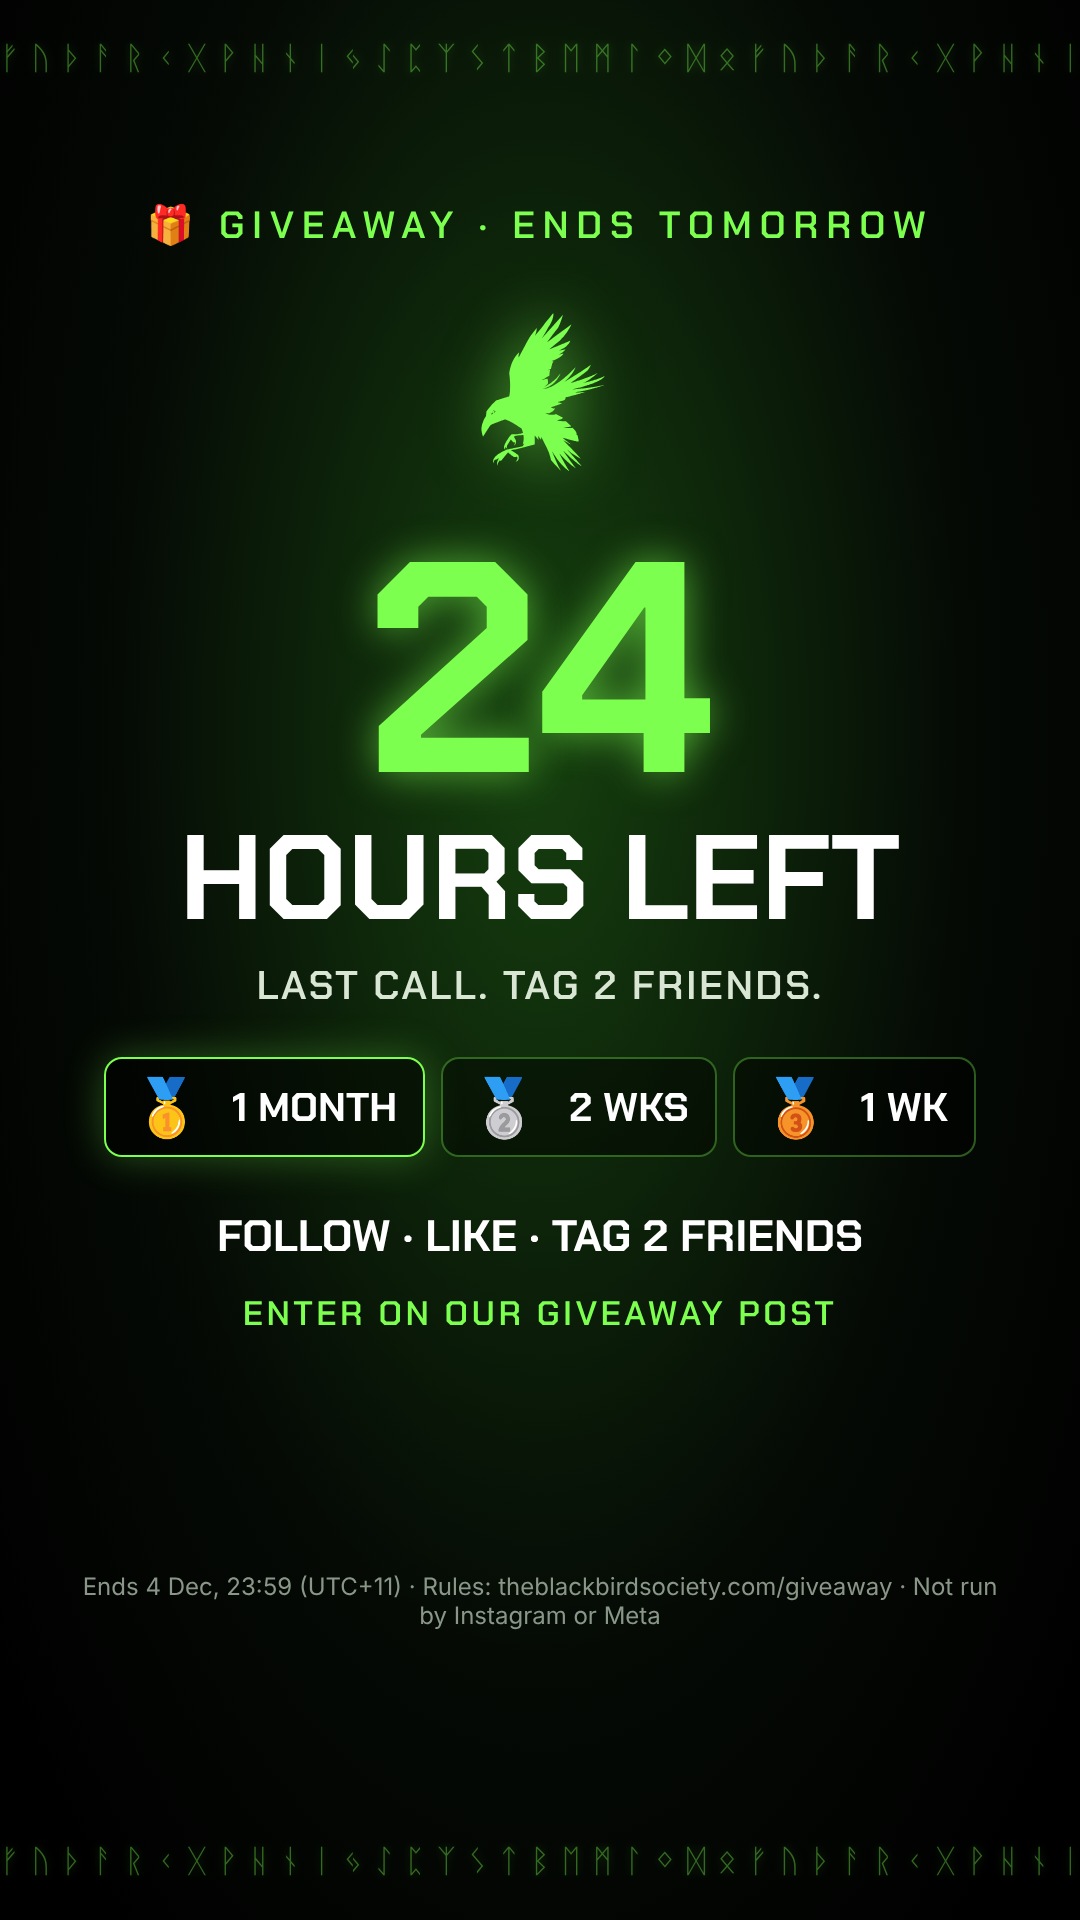 ᚠᚢᚦᚨᚱᚲᚷᚹᚺᚾᛁᛃᛇᛈᛉᛊᛏᛒᛖᛗᛚᛜᛞᛟᚠᚢᚦᚨᚱᚲᚷᚹᚺᚾᛁ
🎁 GIVEAWAY · ENDS TOMORROW
24
HOURS LEFT
LAST CALL. TAG 2 FRIENDS.
🥇 1 MONTH 🥈 2 WKS 🥉 1 WK
FOLLOW · LIKE · TAG 2 FRIENDS
ENTER ON OUR GIVEAWAY POST
Ends 4 Dec, 23:59 (UTC+11) · Rules: theblackbirdsociety.com/giveaway · Not run
by Instagram or Meta
ᚠᚢᚦᚨᚱᚲᚷᚹᚺᚾᛁᛃᛇᛈᛉᛊᛏᛒᛖᛗᛚᛜᛞᛟᚠᚢᚦᚨᚱᚲᚷᚹᚺᚾᛁ